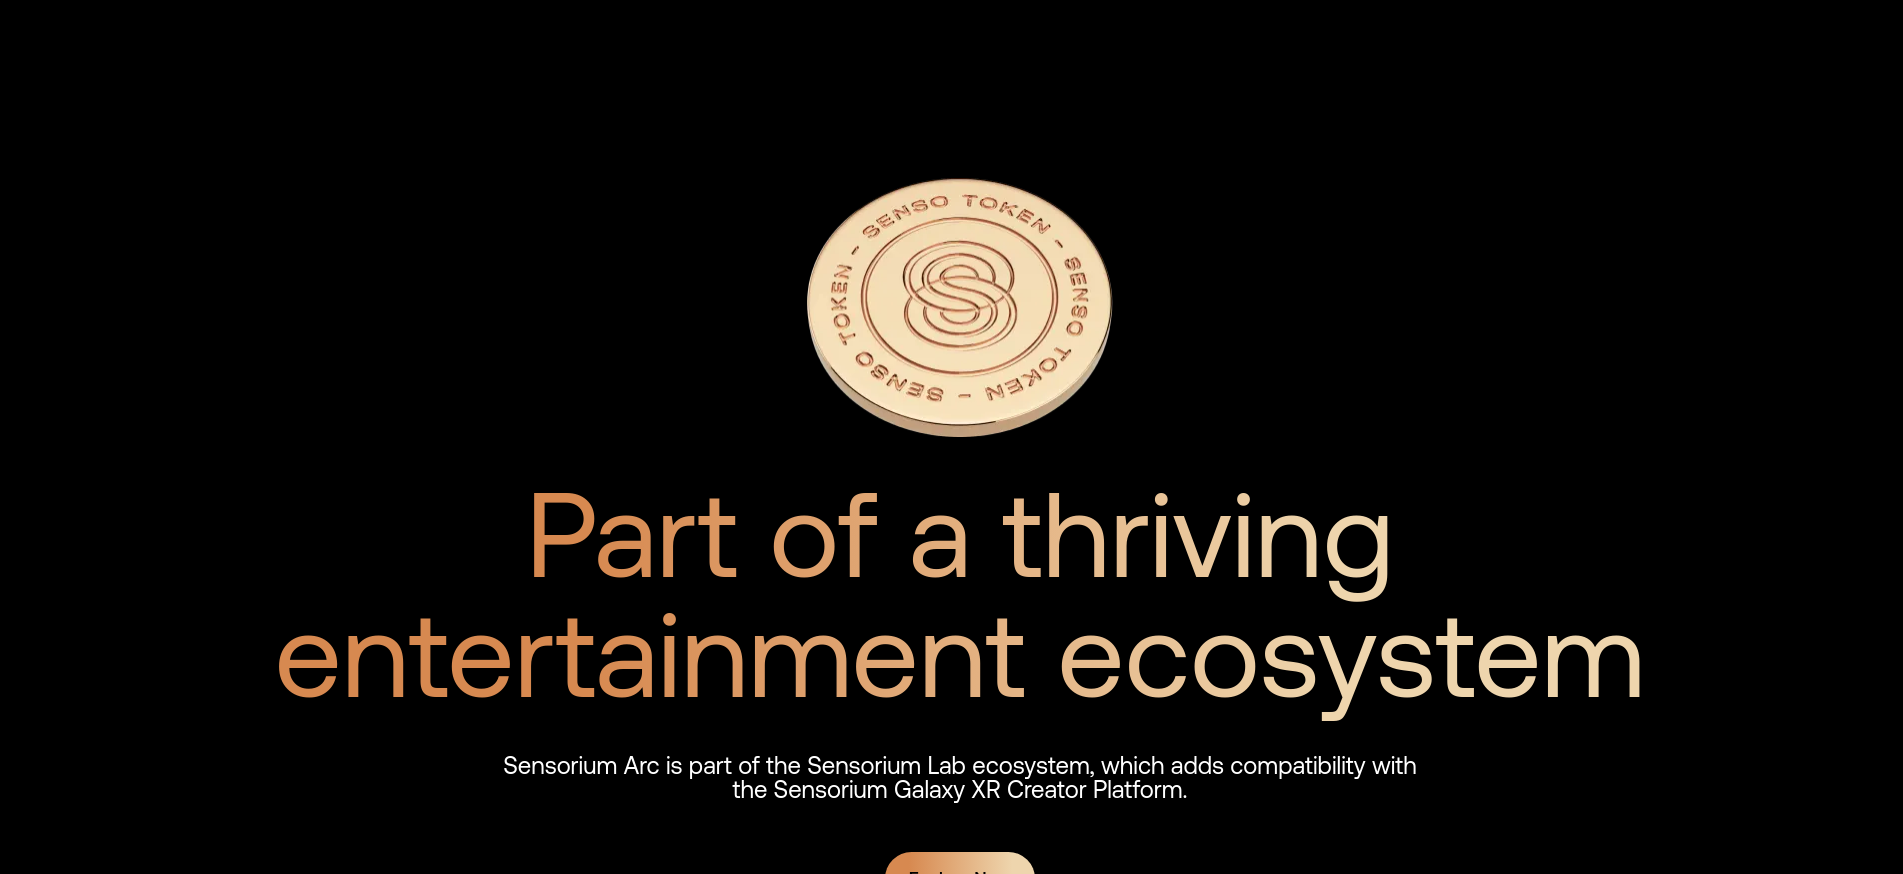 SENSO TOKEN - SENSO TOKEN - SENSO TOKEN -
Part of a thriving
entertainment ecosystem
Sensorium Arc is part of the Sensorium Lab ecosystem, which adds compatibility with
the Sensorium Galaxy XR Creator Platform.